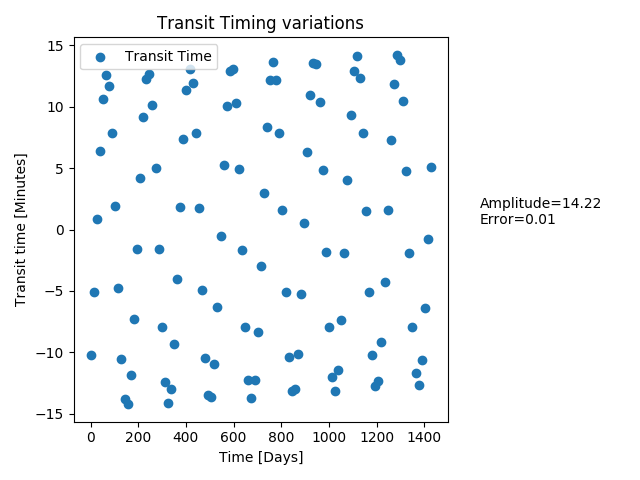 Transit Timing variations
Transit Time
Transit time [Minutes]
15
10
5
0
−5
−10
−15
0 200 400 600 800 1000 1200 1400
Time [Days]
Amplitude=14.22
Error=0.01